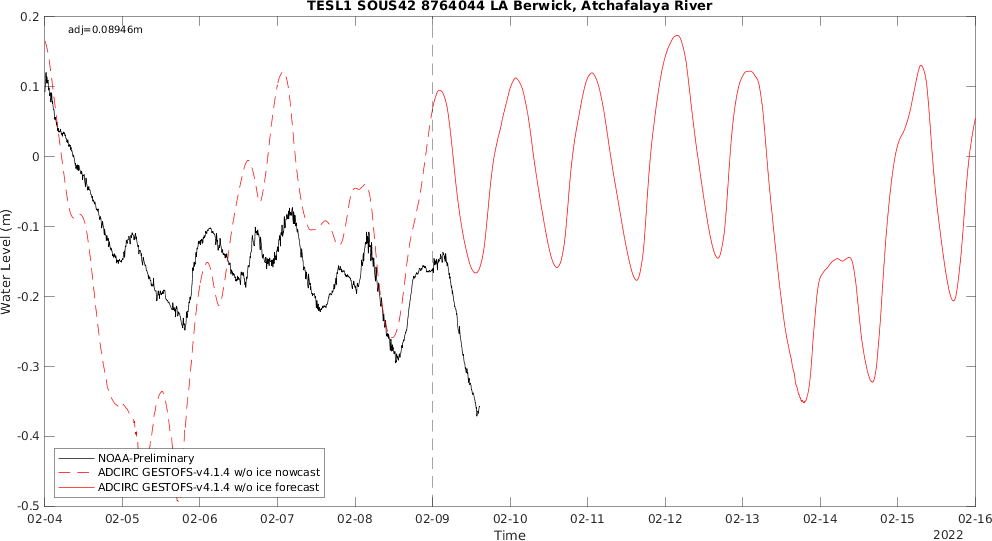 TESL1 SOUS42 8764044 LA Berwick, Atchafalaya River
adj=0.08946m
0.2
0.1
0
-0.1
-0.2
-0.3
-0.4
-0.5
Water Level (m)
NOAA-Preliminary
ADCIRC GESTOFS-v4.1.4 w/o ice nowcast
ADCIRC GESTOFS-v4.1.4 w/o ice forecast
02-04 02-05 02-06 02-07 02-08 02-09 02-10 02-11 02-12 02-13 02-14 02-15 02-16
Time
2022